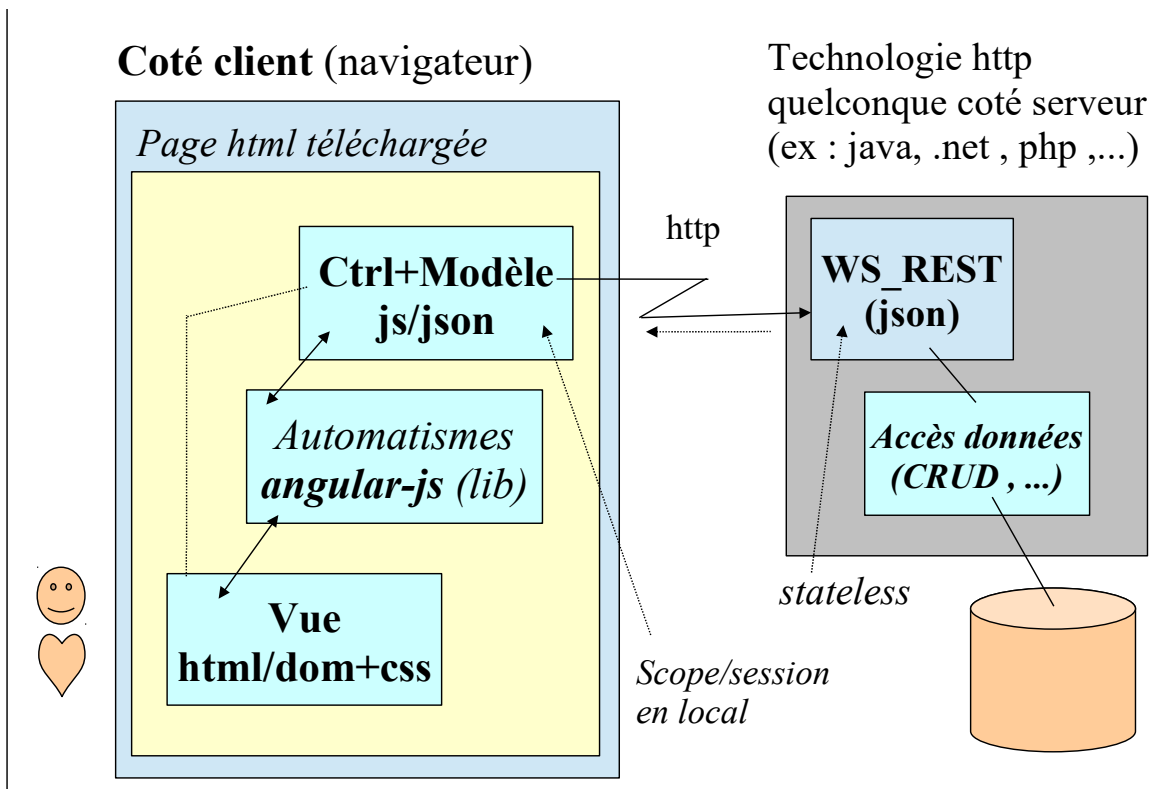 Coté client (navigateur)
Technologie http
quelconque coté serveur
(ex : java, .net , php ,...)
Page html téléchargée
http
Ctrl+Modèle
js/json
WS_REST
(json)
Automatismes
angular-js (lib)
Accès données
(CRUD , ...)
stateless
Vue
html/dom+css
Scope/session
en local